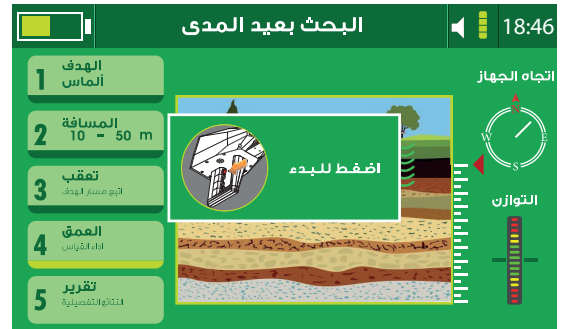 البحث بعيد المدى
18:46
1
الهدف
ألماس
2
المسافة
10 - 50 m
3
تعقب
اتبع مسار الهدف
4
العمق
اداء القياس
5
تقرير
النتائج التفصيلية
اضغط للبدء
اتجاه الجهاز
N
W
E
S
التوازن